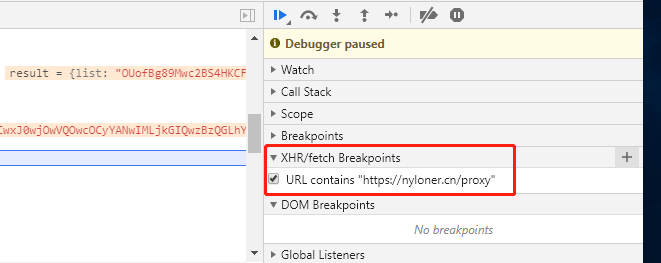 Debugger paused
Watch
result = {list: "OUofBg89Mwc2BS4HKCF
Call Stack
Scope
Breakpoints
IwxJ0wjOwVQOwcOCyYANwIMLjkGIQwzBzQGLhY
XHR/fetch Breakpoints
URL contains "https://nyloner.cn/proxy"
DOM Breakpoints
No breakpoints
Global Listeners